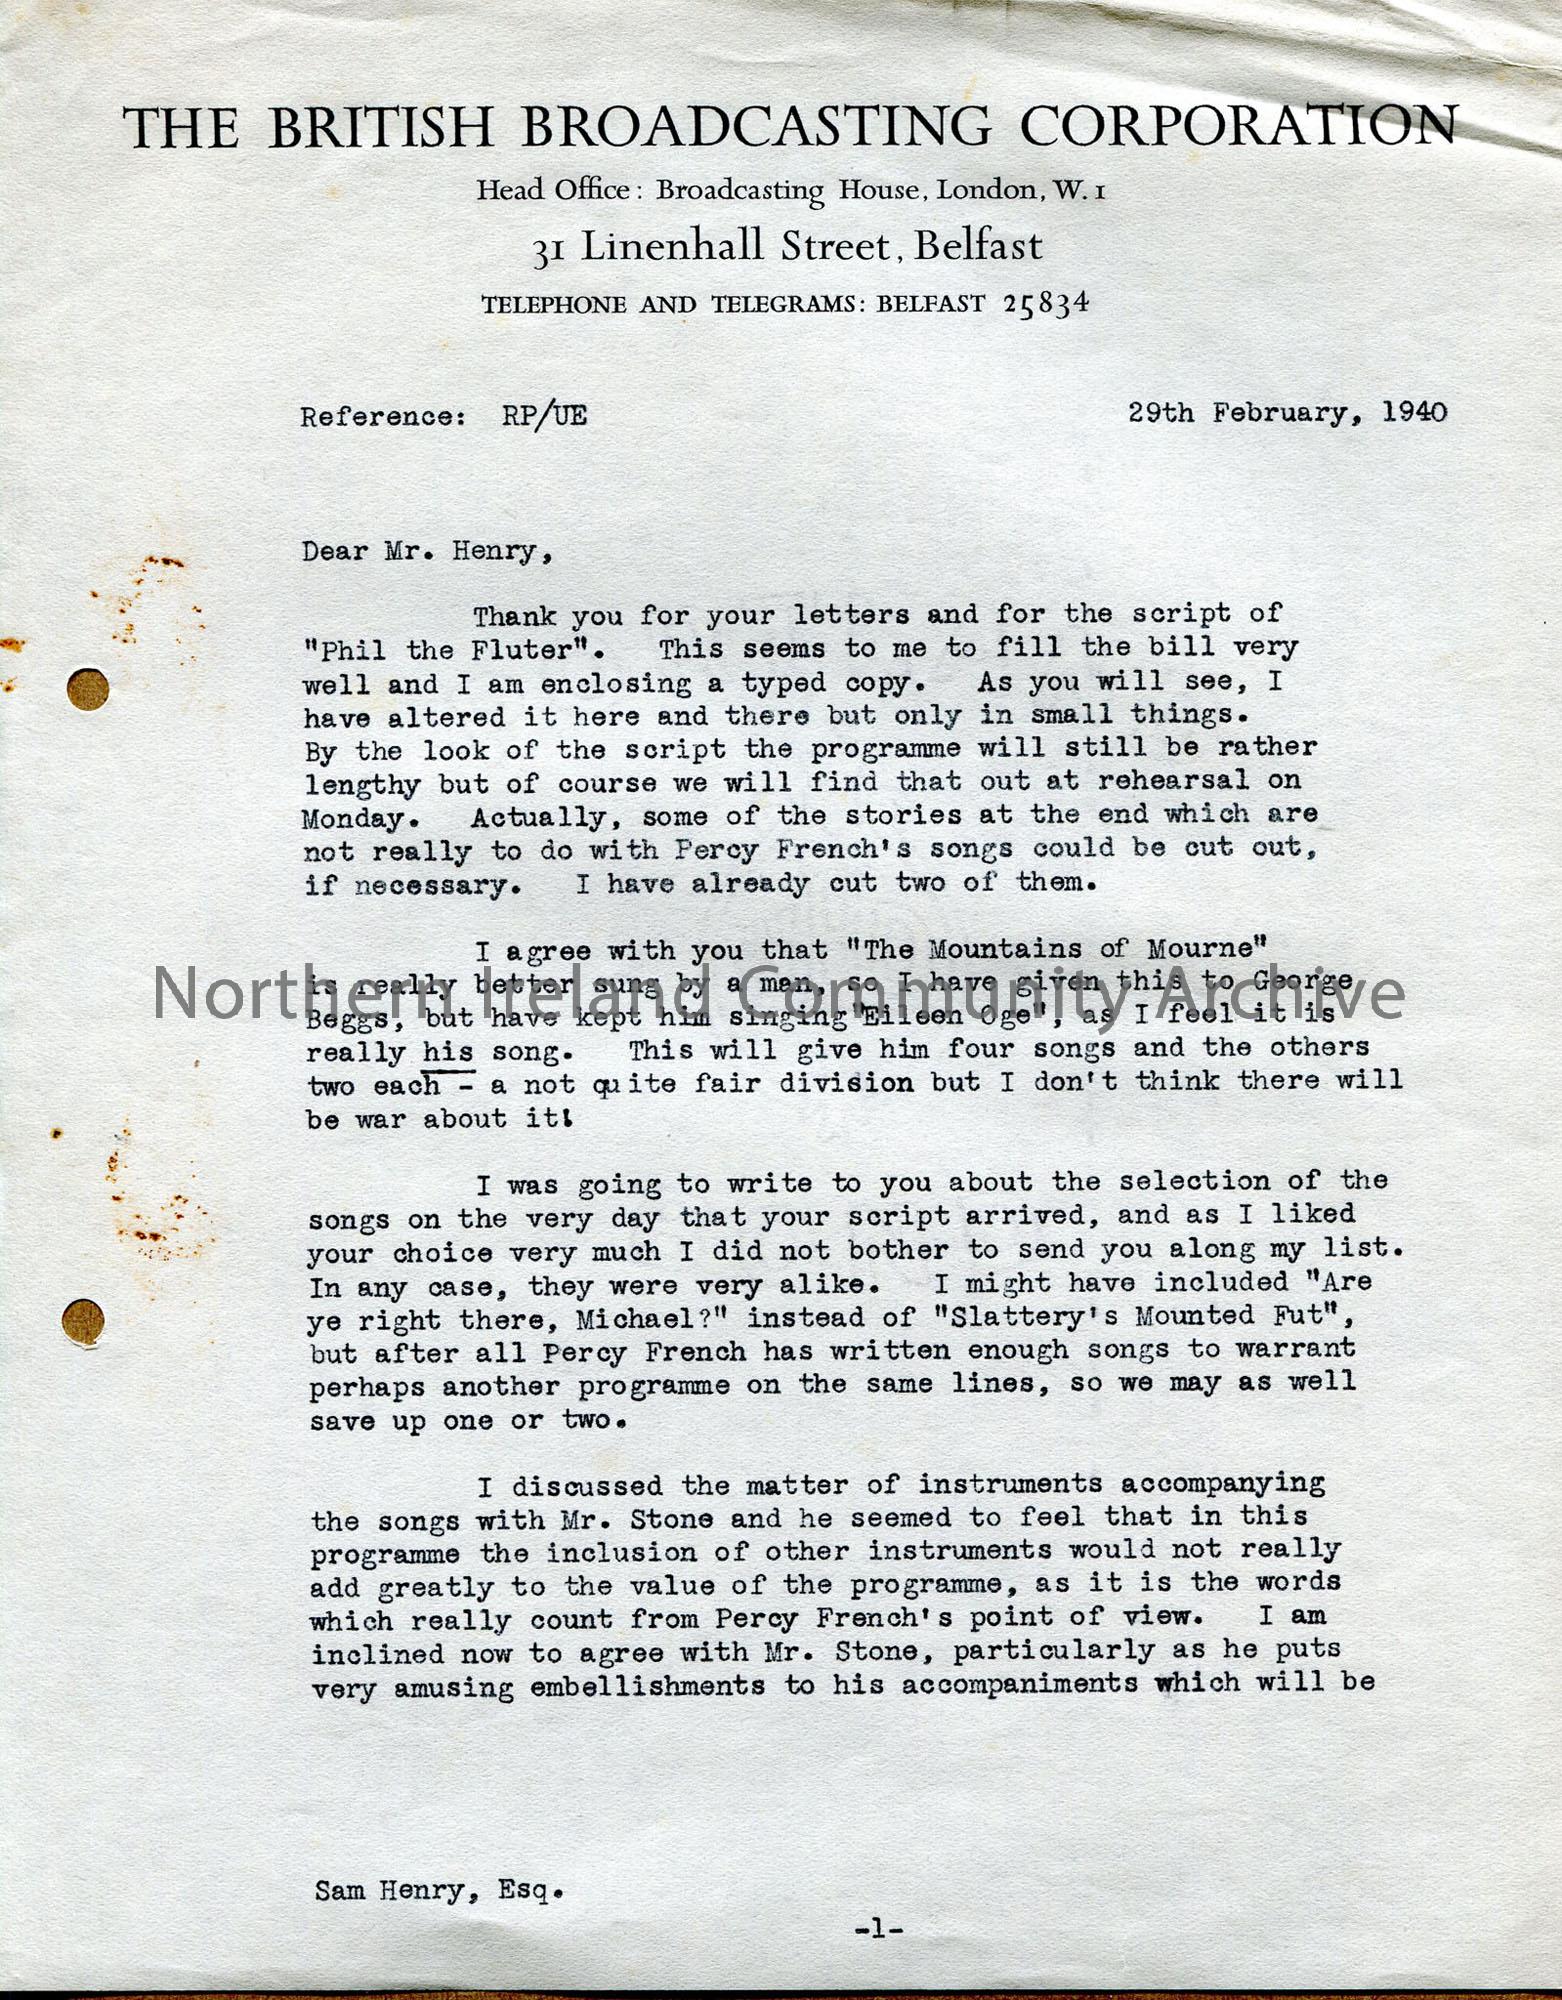 THE BRITISH BROADCASTING CORPORATION
Head Office: Broadcasting House, London, W.1
31 Linenhall Street, Belfast
TELEPHONE AND TELEGRAMS: BELFAST 25834
Reference: RP/UE 29th February, 1940
Dear Mr. Henry,
Thank you for your letters and for the script of
"Phil the Fluter". This seems to me to fill the bill very
well and I am enclosing a typed copy. As you will see, I
have altered it here and there but only in small things.
By the look of the script the programme will still be rather
lengthy but of course we will find that out at rehearsal on
Monday. Actually, some of the stories at the end which are
not really to do with Percy French's songs could be cut out,
if necessary. I have already cut two of them.
I agree with you that "The Mountains of Mourne"
is really better sung by a man, so I have given this to George
Northern Ireland Community Archive
Beggs, but have kept him singing "Eileen Oge", as I feel it is
really his song. This will give him four songs and the others
two each - a not quite fair division but I don't think there will
be war about it!
I was going to write to you about the selection of the
songs on the very day that your script arrived, and as I liked
your choice very much I did not bother to send you along my list.
In any case, they were very alike. I might have included "Are
ye right there, Michael?" instead of "Slattery's Mounted Fut",
but after all Percy French has written enough songs to warrant
perhaps another programme on the same lines, so we may as well
save up one or two.
I discussed the matter of instruments accompanying
the songs with Mr. Stone and he seemed to feel that in this
programme the inclusion of other instruments would not really
add greatly to the value of the programme, as it is the words
which really count from Percy French's point of view. I am
inclined now to agree with Mr. Stone, particularly as he puts
very amusing embellishments to his accompaniments which will be
Sam Henry, Esq.
-1-